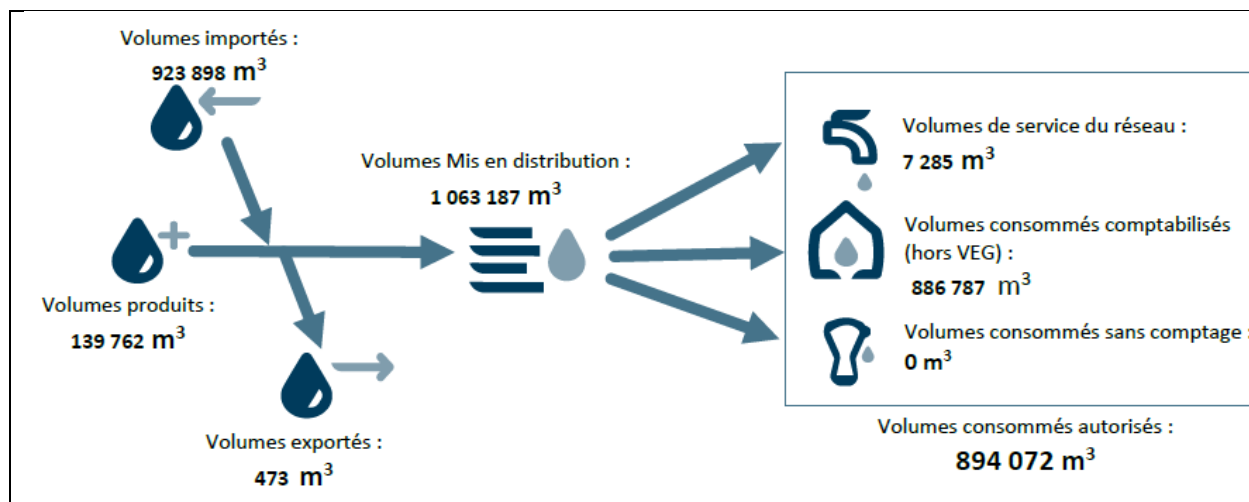 Volumes importés :
923 898 m³
Volumes produits :
139 762 m³
Volumes exportés :
473 m³
Volumes Mis en distribution :
1 063 187 m³
Volumes de service du réseau :
7 285 m³
Volumes consommés comptabilisés
(hors VEG) :
886 787 m³
Volumes consommés sans comptage :
0 m³
Volumes consommés autorisés :
894 072 m³